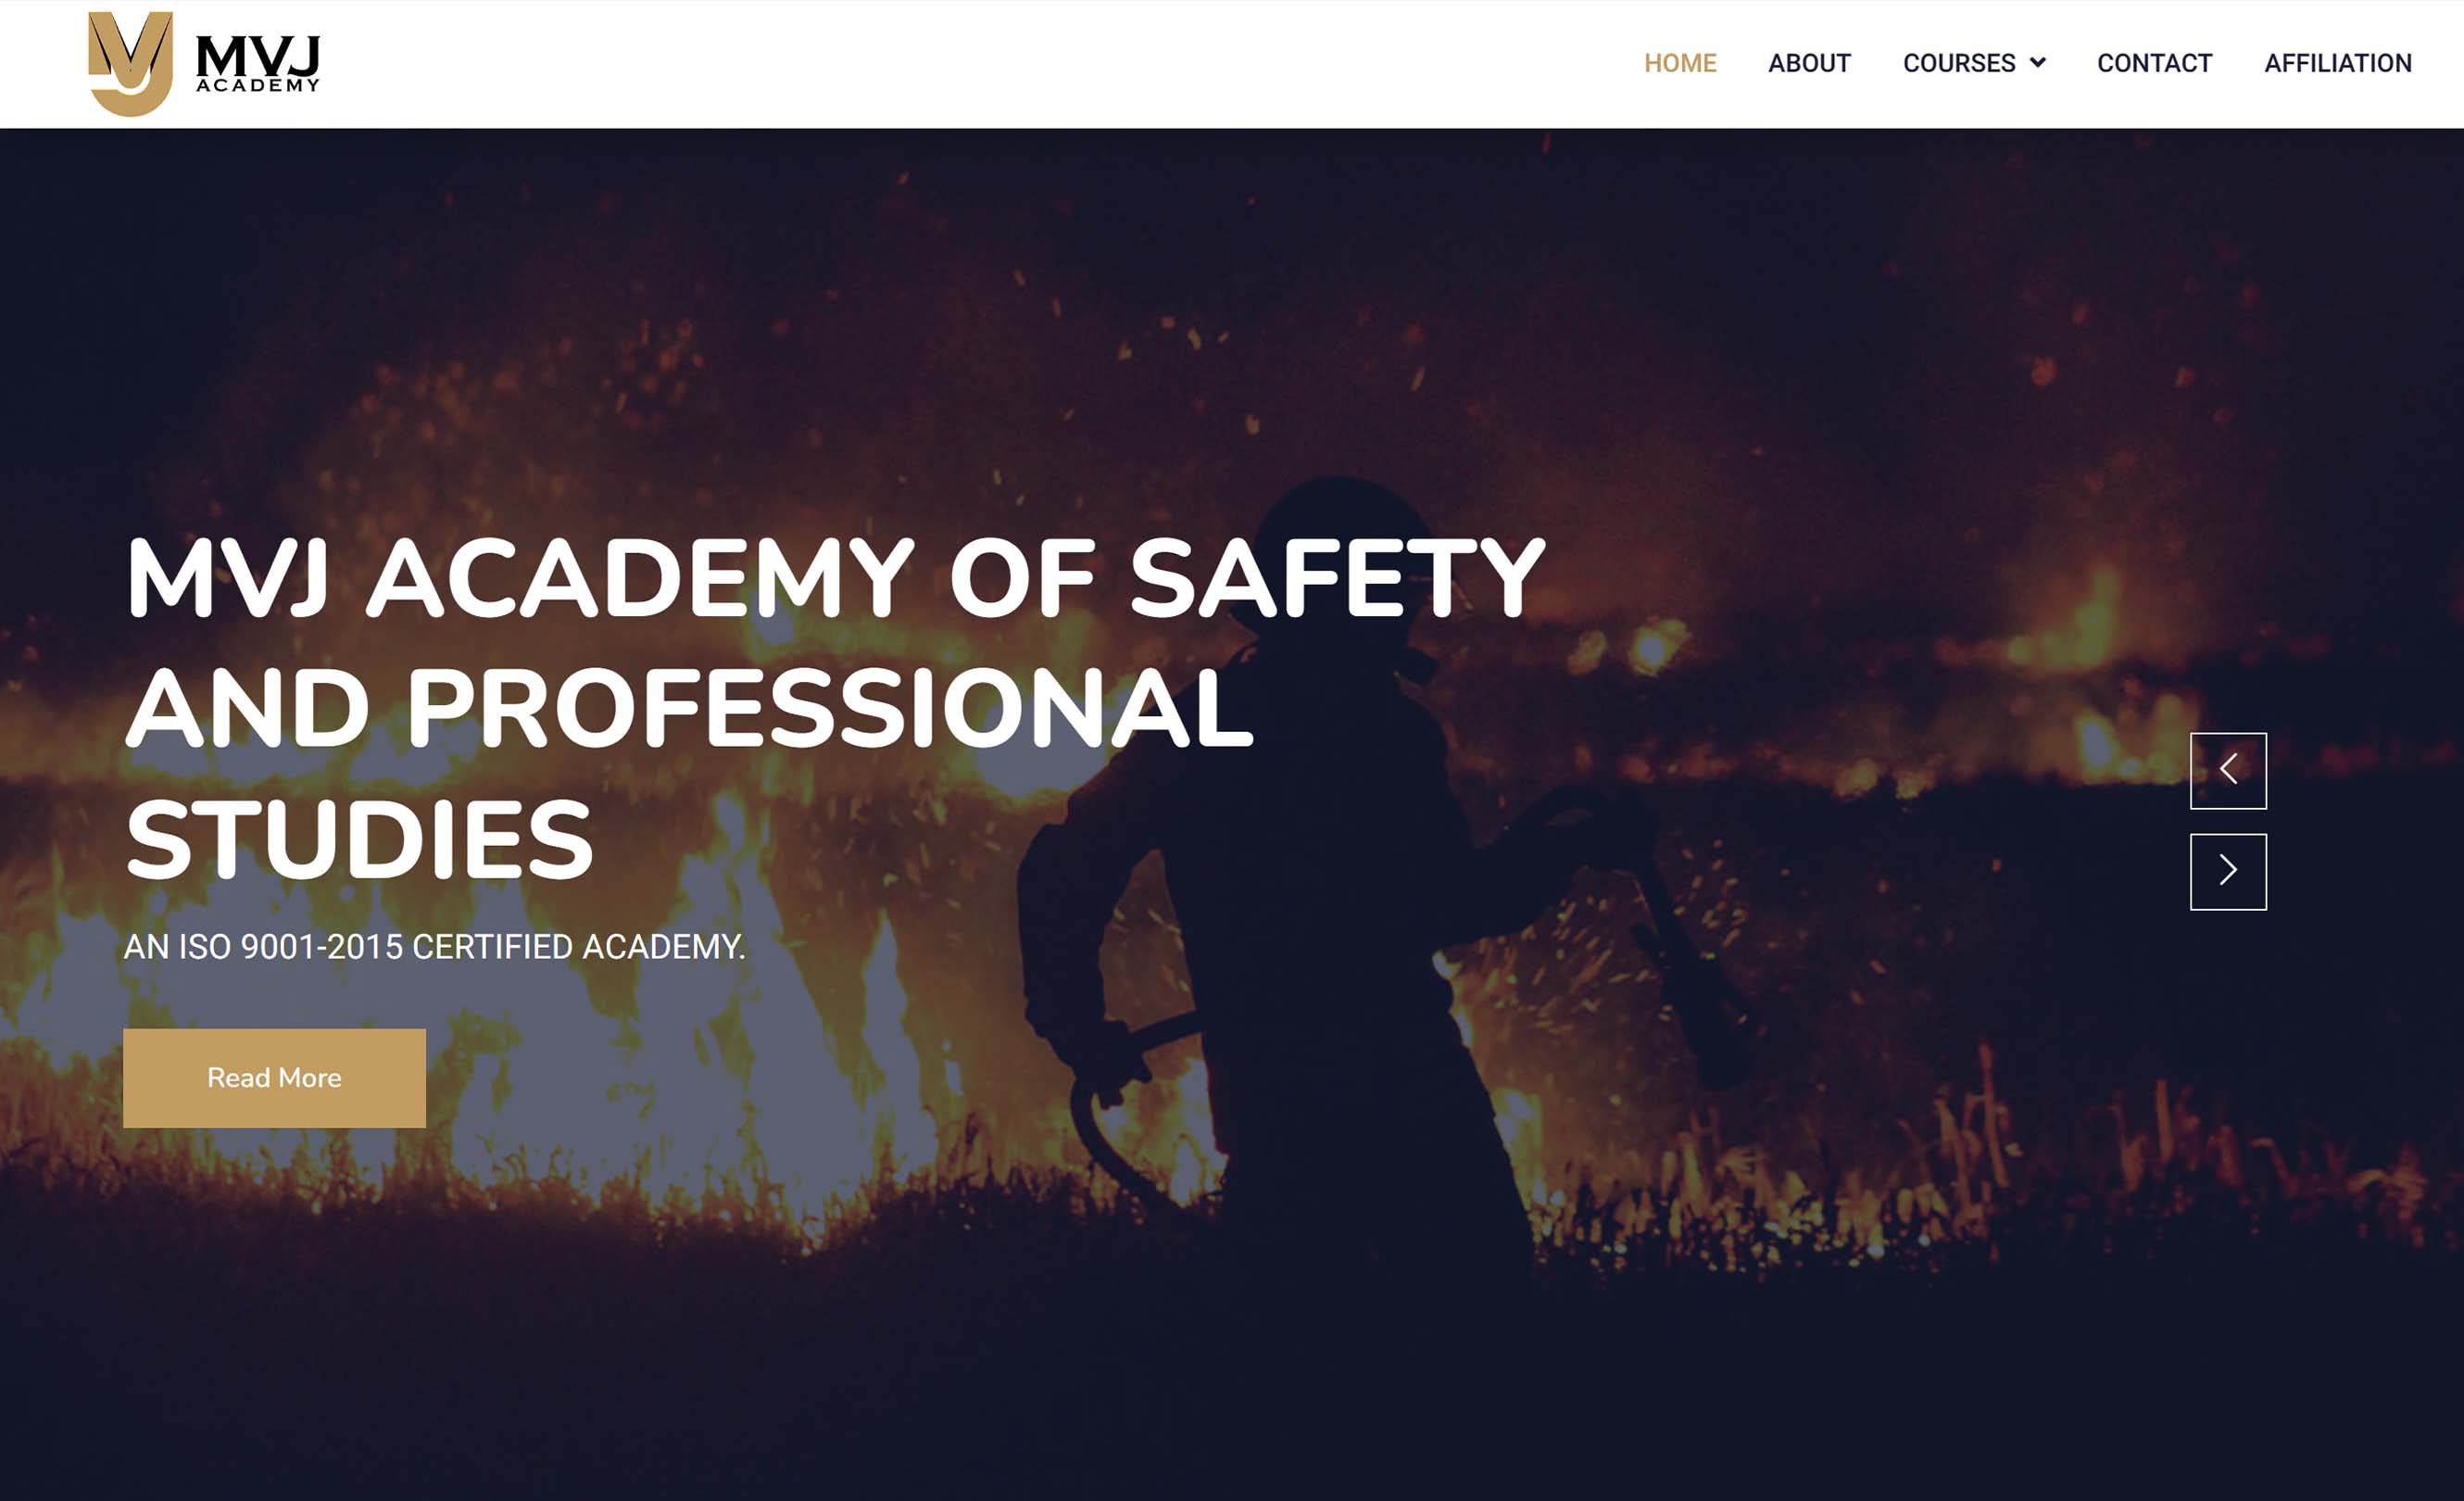 MVJ
ACADEMY
HOME ABOUT COURSES CONTACT AFFILIATION
MVJ ACADEMY OF SAFETY
AND PROFESSIONAL
STUDIES
AN ISO 9001-2015 CERTIFIED ACADEMY.
Read More